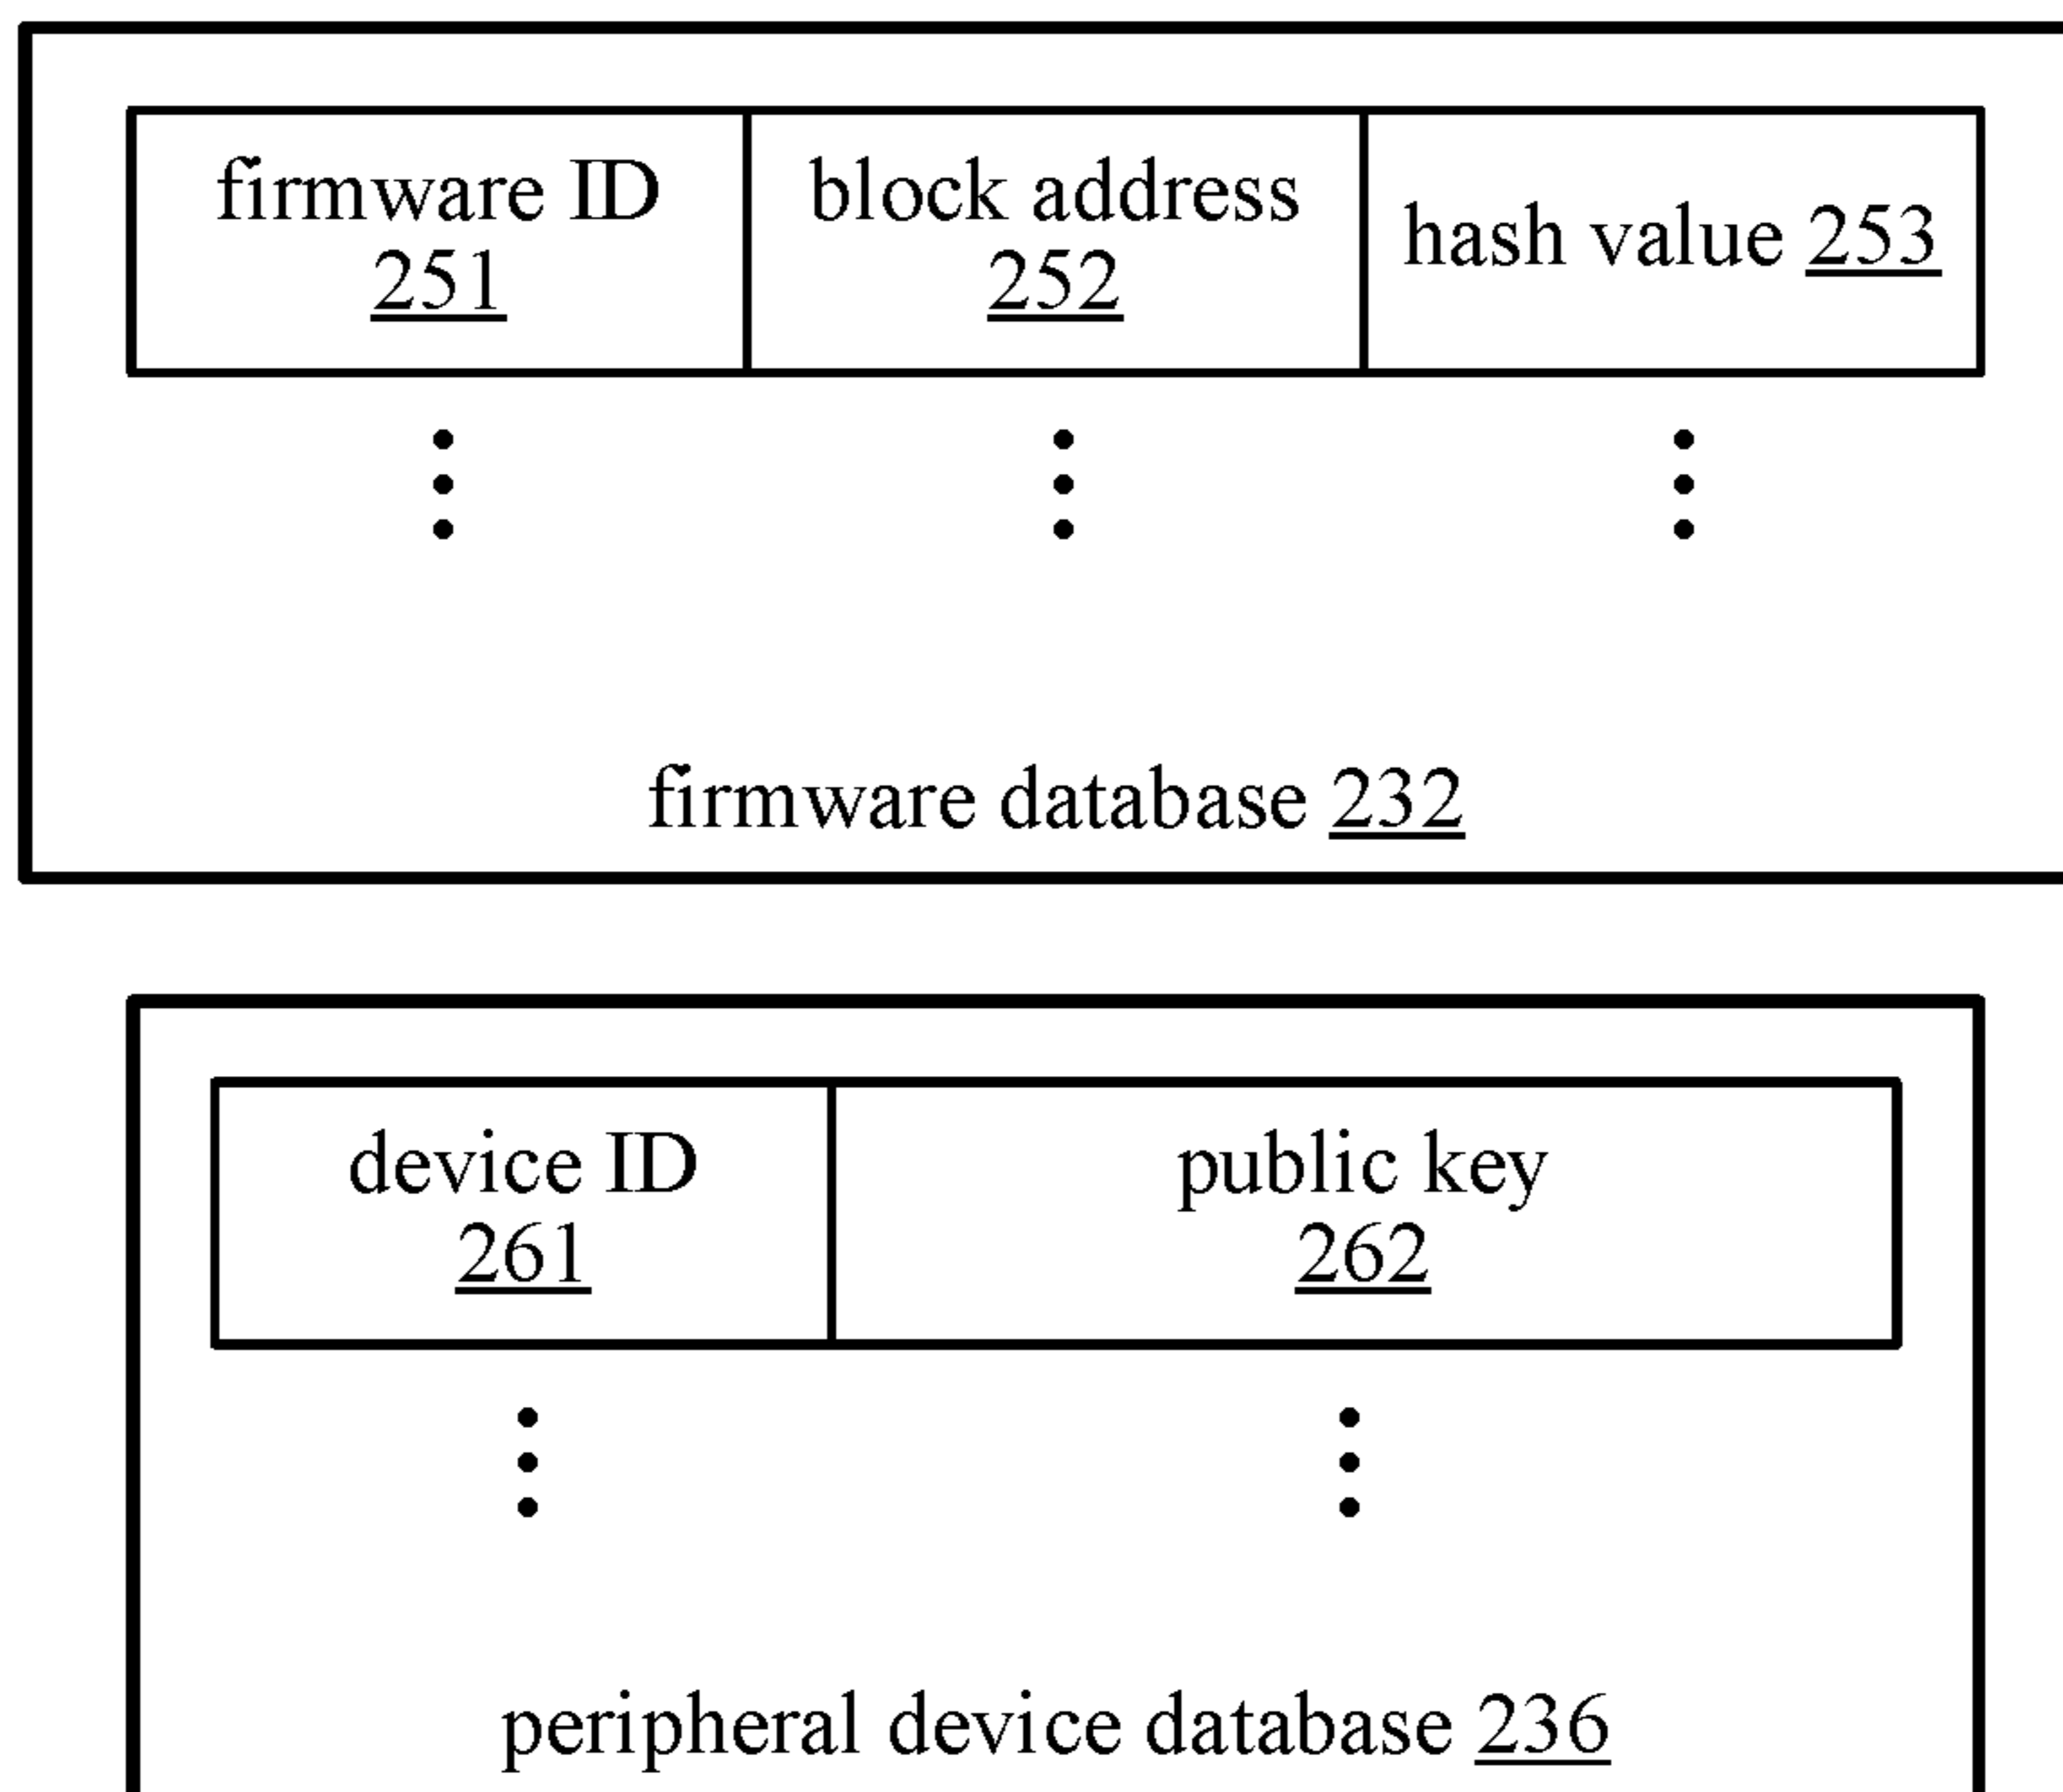 firmware ID
251
block address
252
hash value 253
firmware database 232
device ID
261
public key
262
peripheral device database 236